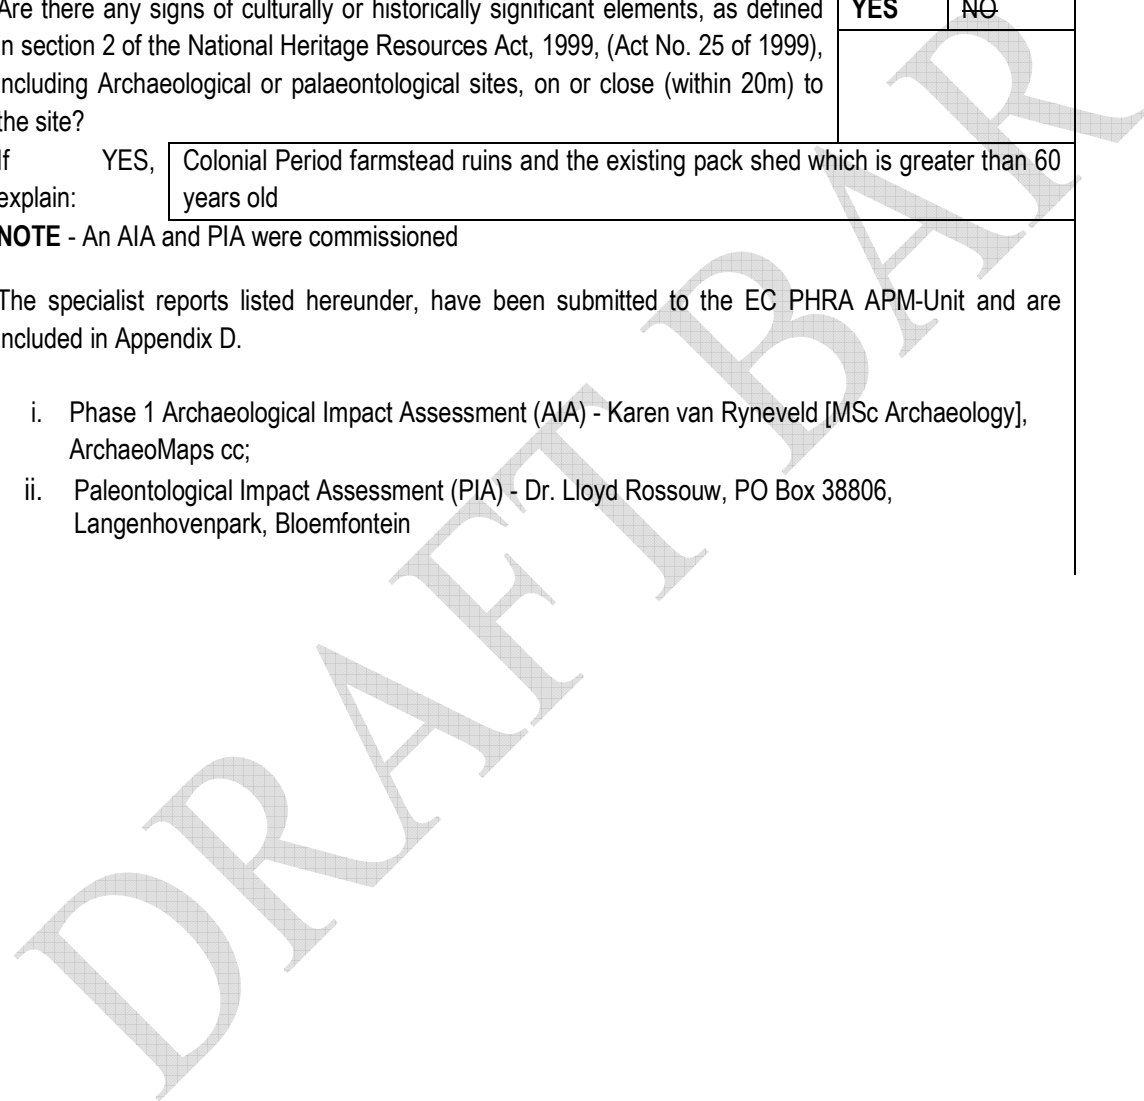 Are there any signs of culturally or historically significant elements, as defined YES NO
in section 2 of the National Heritage Resources Act, 1999, (Act No. 25 of 1999),
including Archaeological or palaeontological sites, on or close (within 20m) to
the site?
If YES, Colonial Period farmstead ruins and the existing pack shed which is greater than 60
explain: years old
NOTE - An AIA and PIA were commissioned
The specialist reports listed hereunder, have been submitted to the EC PHRA APM-Unit and are
included in Appendix D.
i. Phase 1 Archaeological Impact Assessment (AIA) - Karen van Ryneveld [MSc Archaeology],
ArchaeoMaps cc;
ii. Paleontological Impact Assessment (PIA) - Dr. Lloyd Rossouw, PO Box 38806,
Langenhovenpark, Bloemfontein
DRAFT BAR